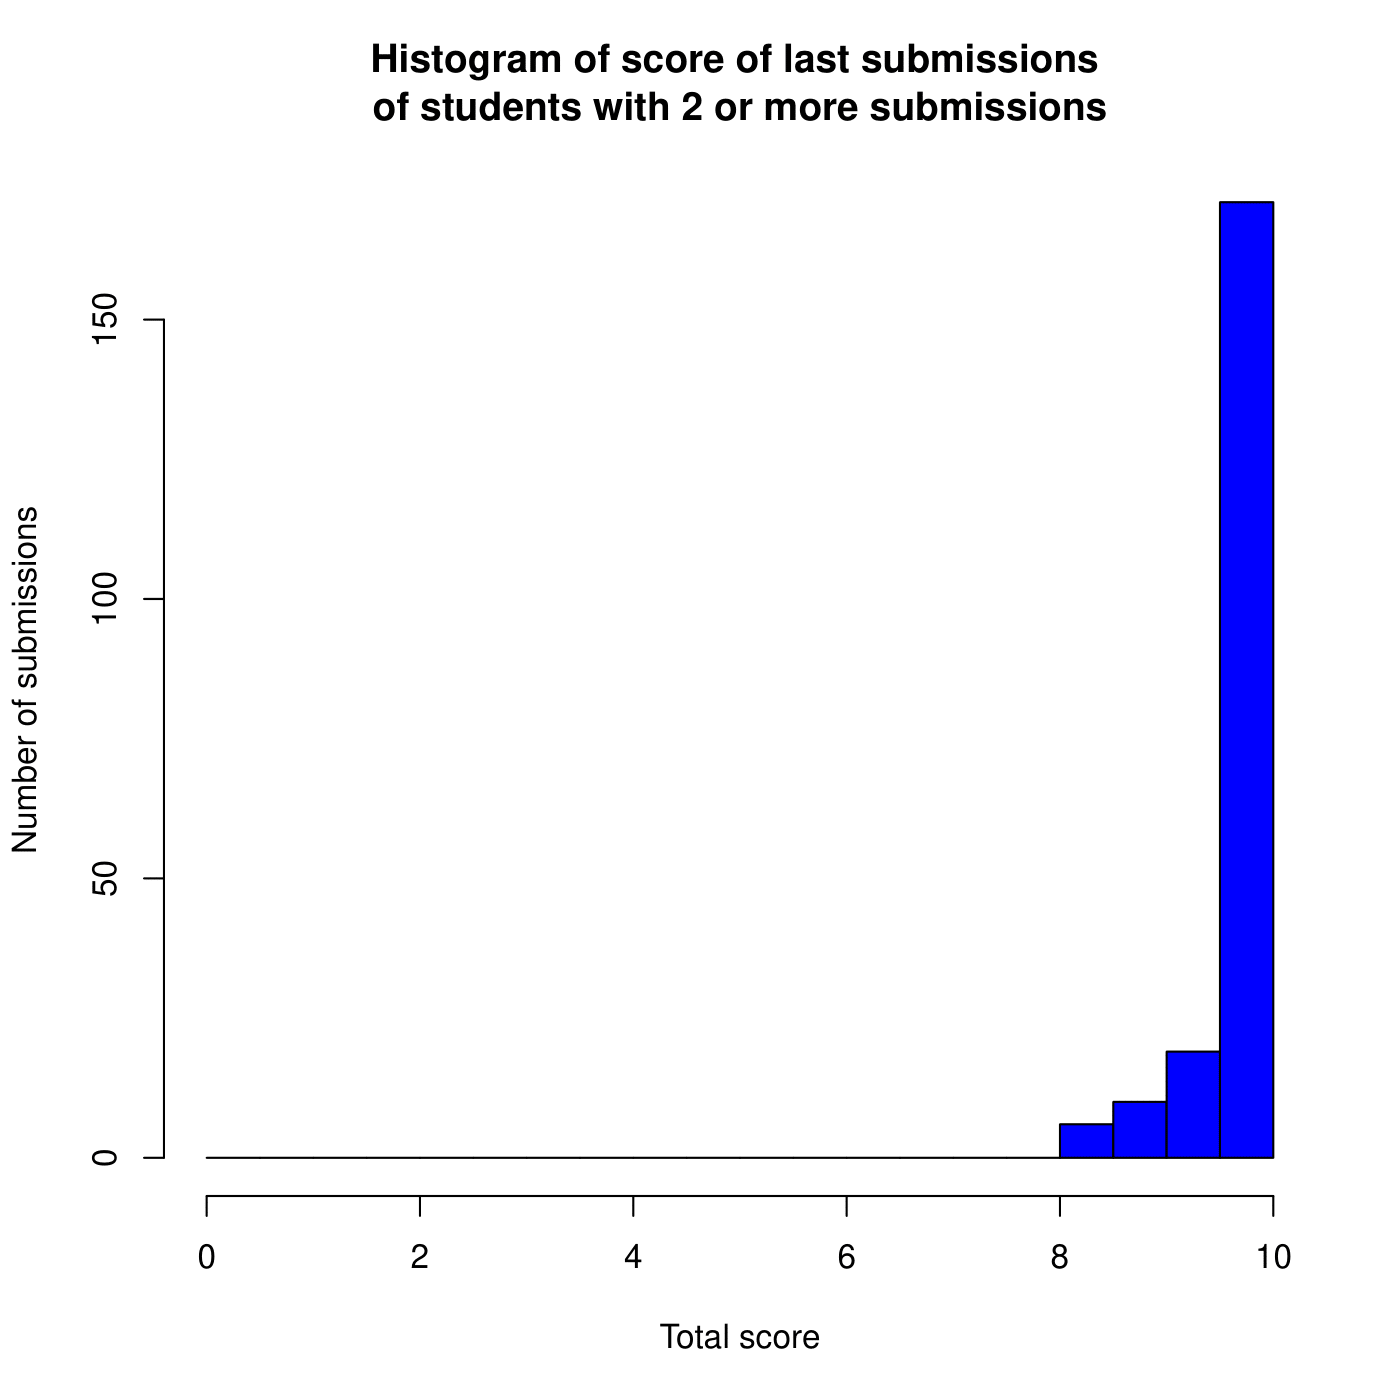 Histogram of score of last submissions
of students with 2 or more submissions
Number of submissions
150
100
50
0
0 2 4 6 8 10
Total score